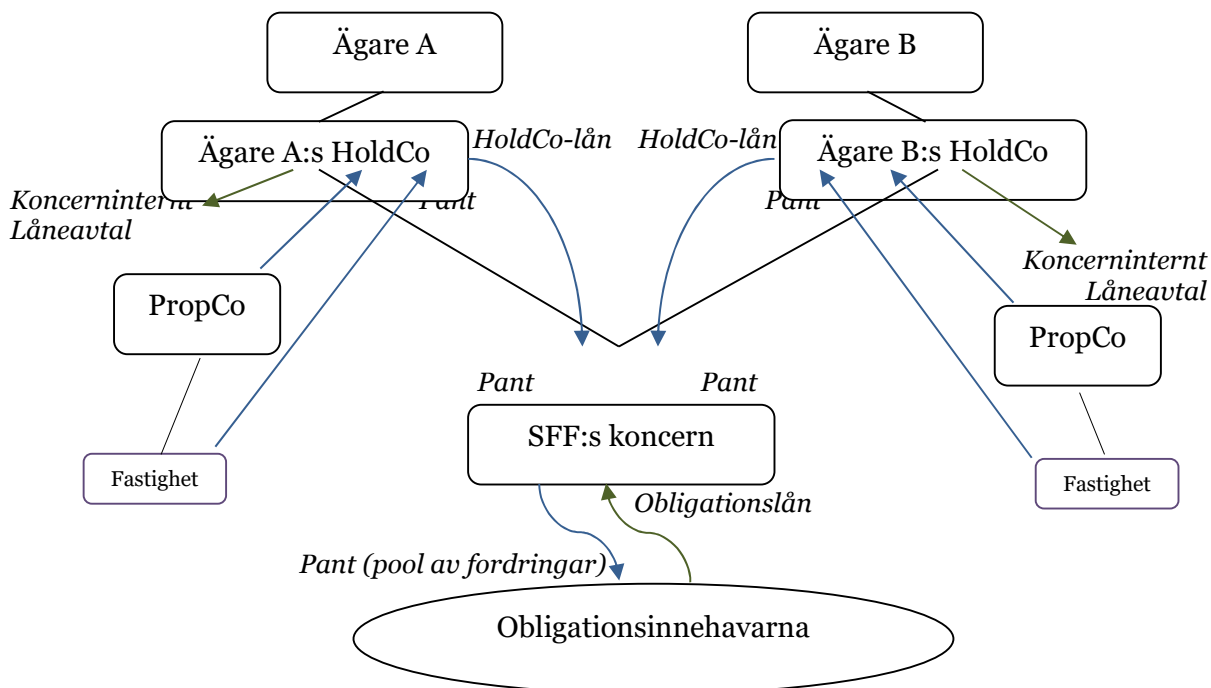 Ägare A
Ägare B
Ägare A:s HoldCo
HoldCo-lån
HoldCo-lån
Ägare B:s HoldCo
Koncerninternt
Låneavtal
Pant
Pant
Koncerninternt
Låneavtal
PropCo
PropCo
Pant
Pant
SFF:s koncern
Fastighet
Fastighet
Obligationslån
Pant (pool av fordringar)
Obligationsinnehavarna